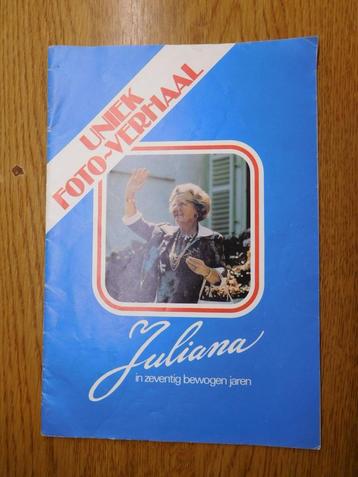 UNIEK
FOTO-VERHAAL
Juliana
in zeventig bewogen jaren